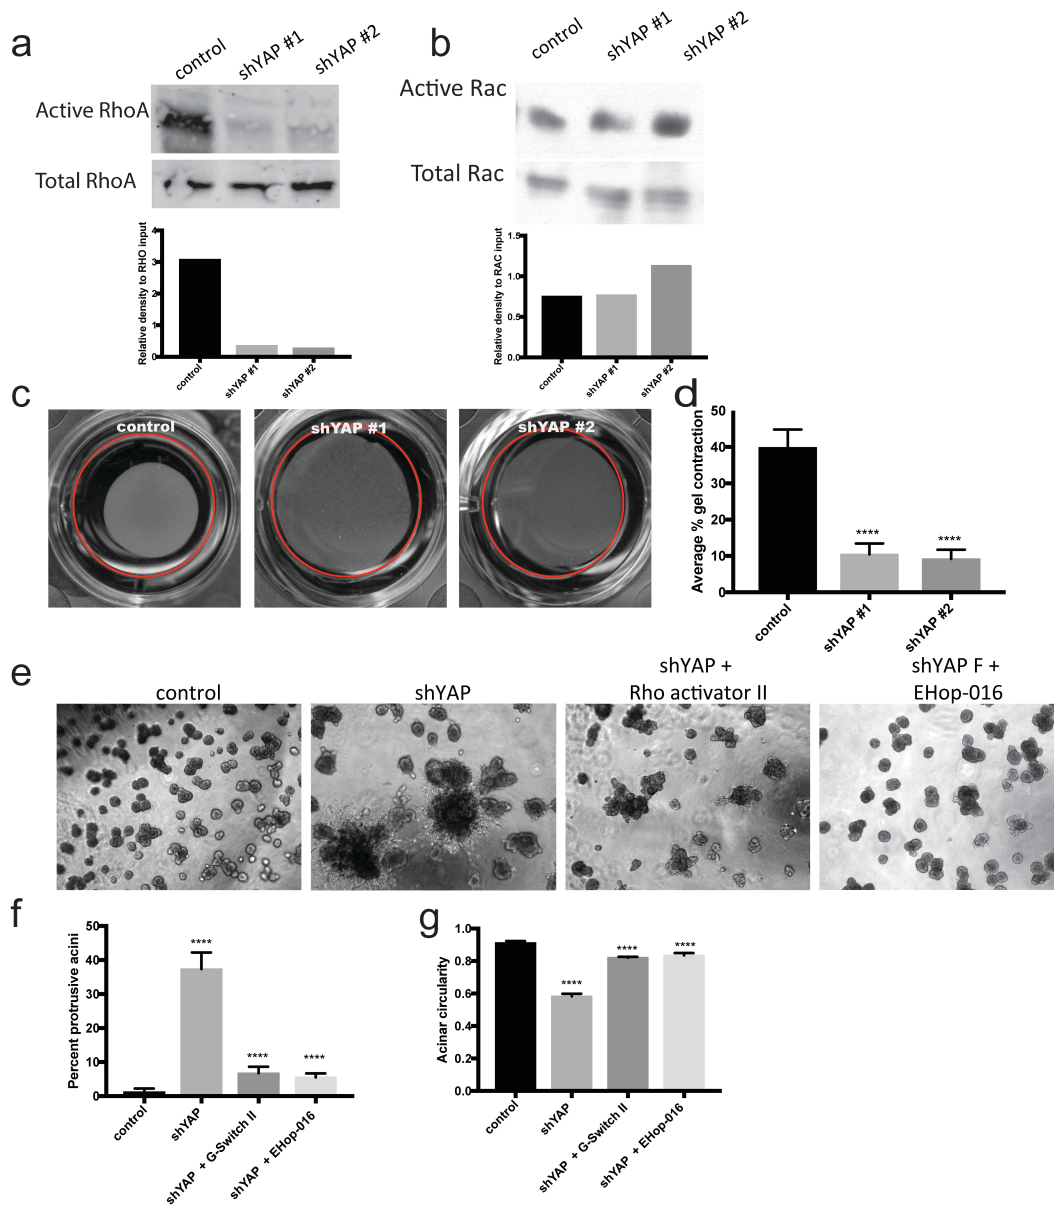 a
control
shYAP #1
shYAP #2
Active RhoA
Total RhoA
Relative density to RHO input
4
3
2
1
0
control
shYAP #1
shYAP #2
b
control
shYAP #1
shYAP #2
Active Rac
Total Rac
Relative density to RAC input
1.5
1.0
0.5
0.0
control
shYAP #1
shYAP #2
c
control
shYAP #1
shYAP #2
d
Average % gel contraction
50
40
30
20
10
0
****
****
control
shYAP #1
shYAP #2
e
control
shYAP
shYAP +
Rho activator II
shYAP F +
EHop-016
f
Percent protrusive acini
50
40
30
20
10
0
****
****
****
control
shYAP
shYAP + G-Switch II
shYAP + EHop-016
g
Acinar circularity
1.0
0.8
0.6
0.4
0.2
0.0
****
****
****
control
shYAP
shYAP + G-Switch II
shYAP + EHop-016